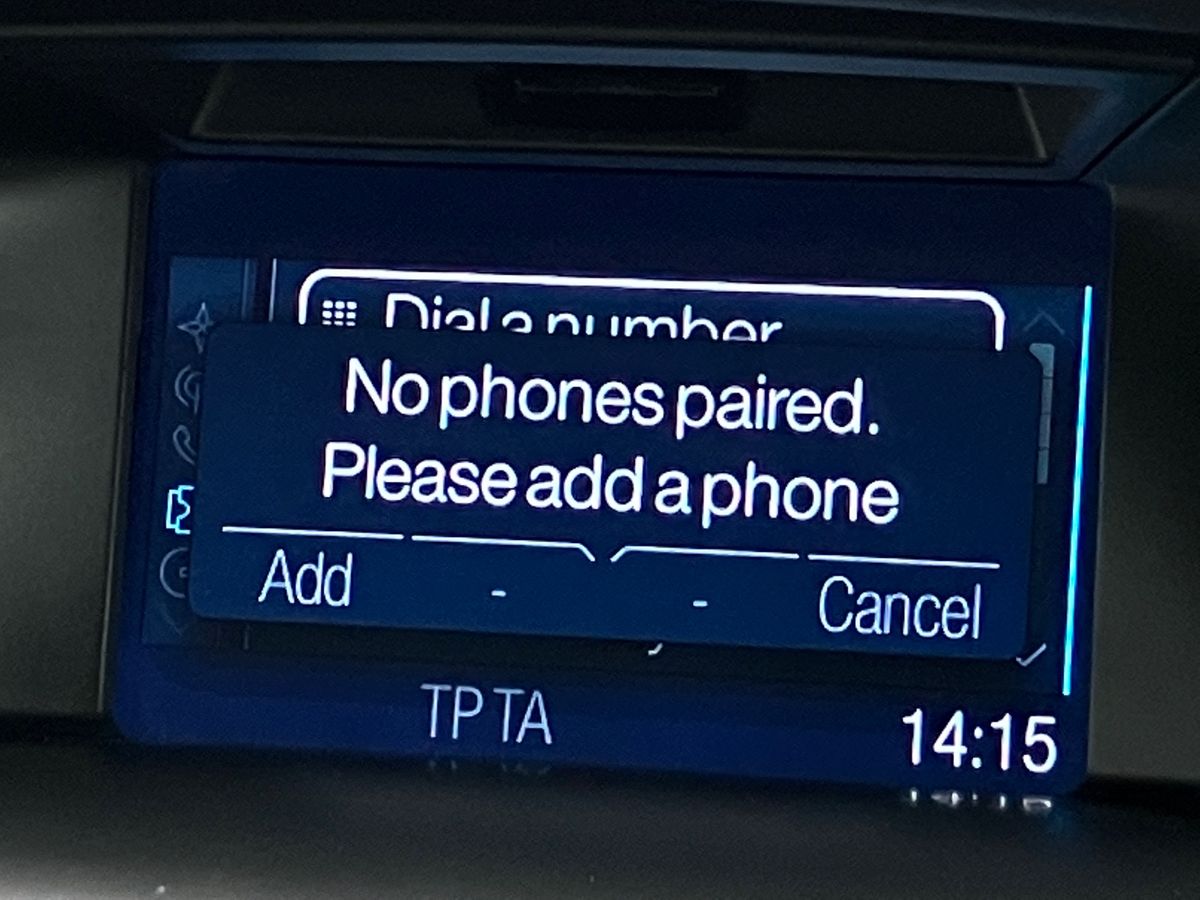 Dial a number
No phones paired.
Please add a phone
Add - - Cancel
TP TA 14:15